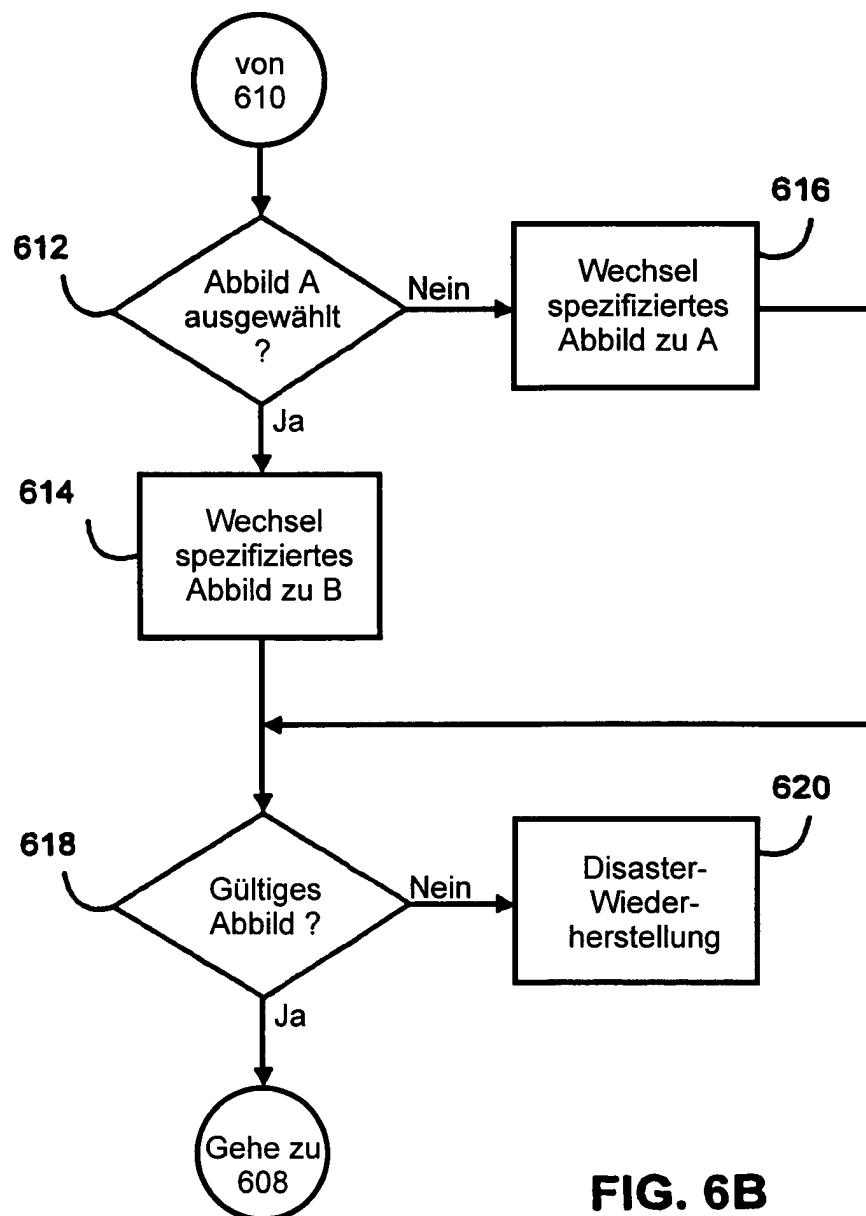 von
610
612
Abbild A
ausgewählt
?
Nein
616
Wechsel
spezifiziertes
Abbild zu A
Ja
614
Wechsel
spezifiziertes
Abbild zu B
618
Gültiges
Abbild ?
Nein
620
Disaster-
Wieder-
herstellung
Ja
Gehe zu
608
FIG. 6B